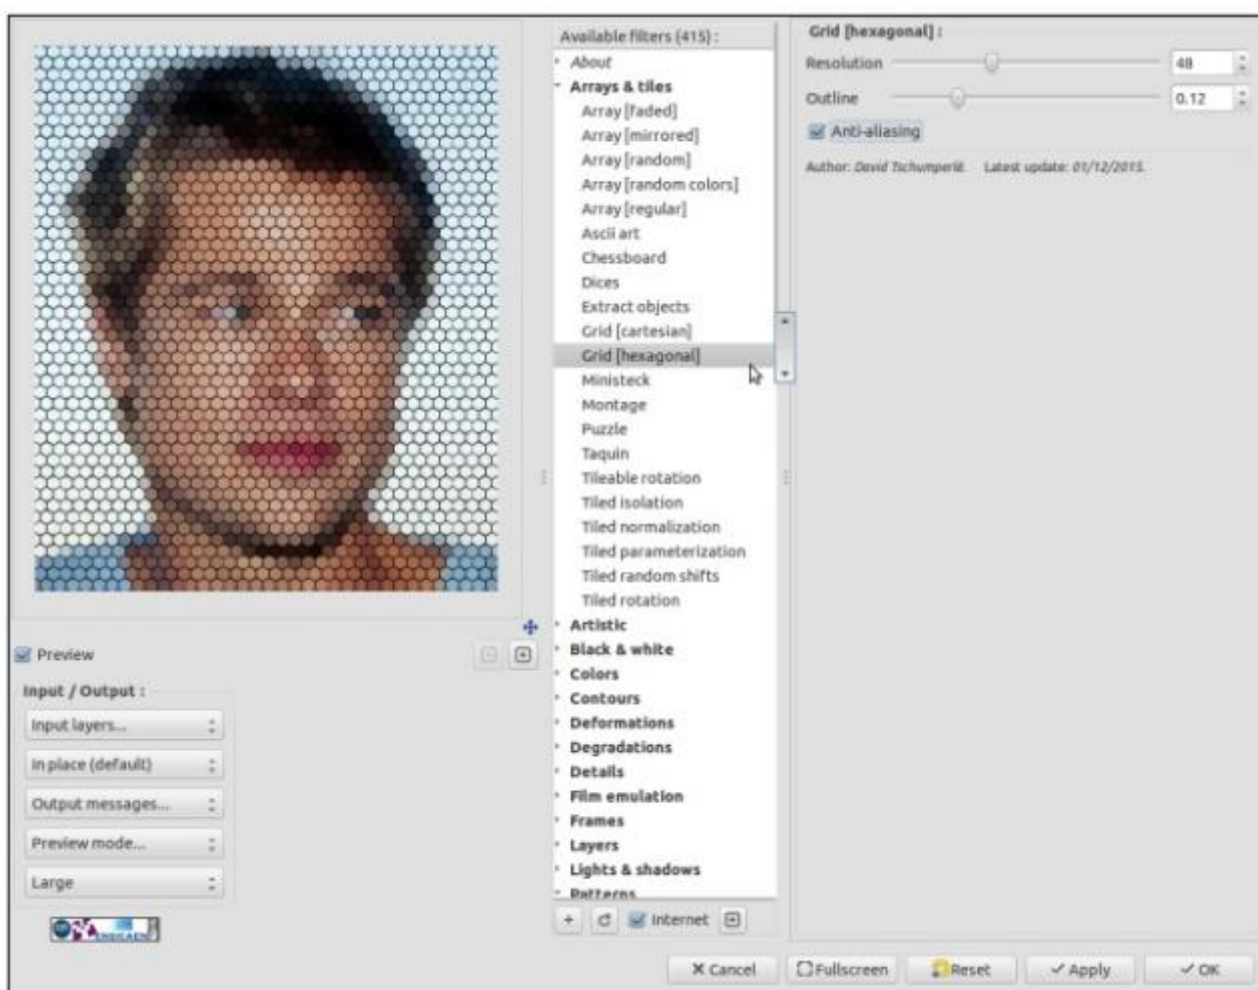 Available filters (415) :
About
Arrays & tiles
Array [faded]
Array [mirrored]
Array [random]
Array [random colors]
Array [regular]
Ascii art
Chessboard
Dices
Extract objects
Grid [cartesian]
Grid [hexagonal]
Ministeck
Montage
Puzzle
Taquin
Tileable rotation
Tiled isolation
Tiled normalization
Tiled parameterization
Tiled random shifts
Tiled rotation
Artistic
Black & white
Colors
Contours
Deformations
Degradations
Details
Film emulation
Frames
Layers
Lights & shadows
Patterns
Internet
Grid [hexagonal] :
Resolution 48
Outline 0.12
Anti-aliasing
Author: David Tschumperlé. Latest update: 01/12/2015.
Preview
Input / Output :
Input layers...
In place (default)
Output messages...
Preview mode...
Large
ENSICAEN
Cancel
Fullscreen
Reset
Apply
OK